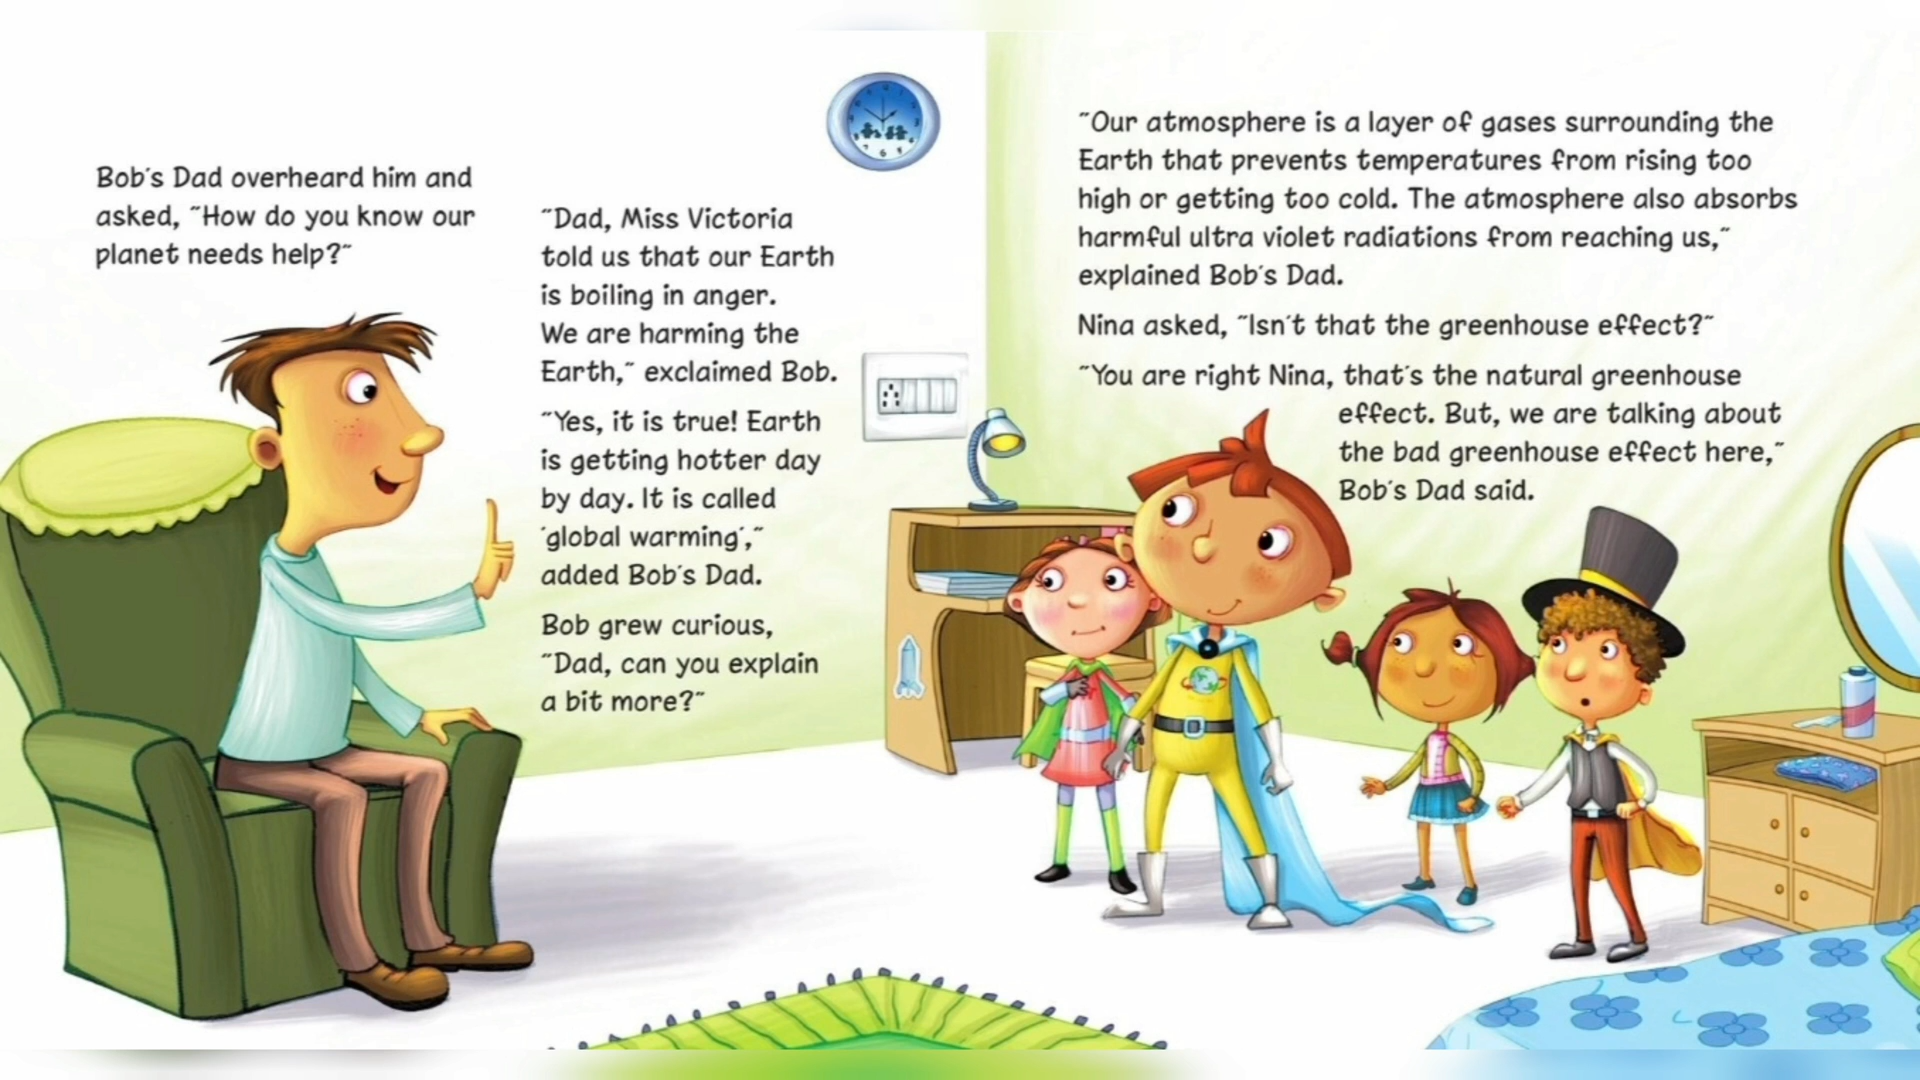 Bob's Dad overheard him and
asked, "How do you know our
planet needs help?"
"Dad, Miss Victoria
told us that our Earth
is boiling in anger.
We are harming the
Earth," exclaimed Bob.
"Yes, it is true! Earth
is getting hotter day
by day. It is called
'global warming',"
added Bob's Dad.
Bob grew curious,
"Dad, can you explain
a bit more?"
"Our atmosphere is a layer of gases surrounding the
Earth that prevents temperatures from rising too
high or getting too cold. The atmosphere also absorbs
harmful ultra violet radiations from reaching us,"
explained Bob's Dad.
Nina asked, "Isn't that the greenhouse effect?"
"You are right Nina, that's the natural greenhouse
effect. But, we are talking about
the bad greenhouse effect here,"
Bob's Dad said.